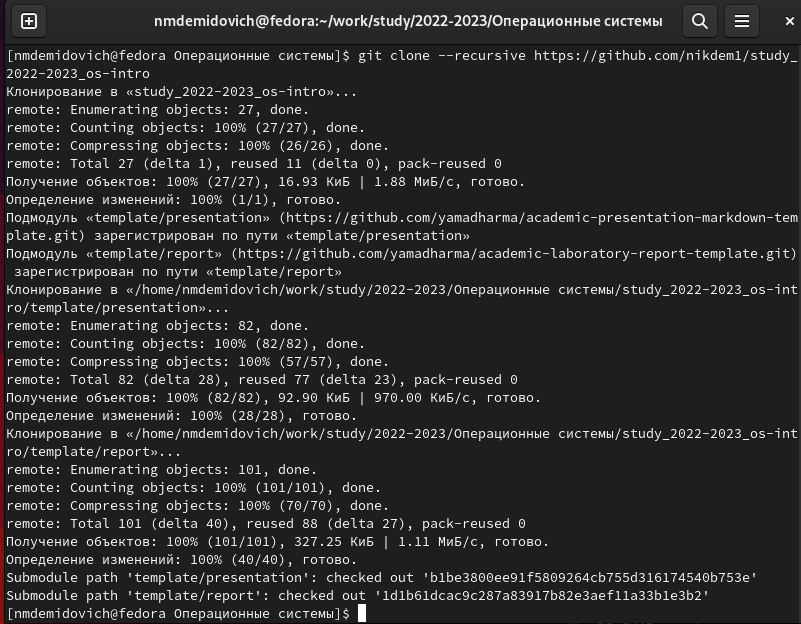 nmdemidovich@fedora:~/work/study/2022-2023/Операционные системы
[nmdemidovich@fedora Операционные системы]$ git clone --recursive https://github.com/nikdem1/study_
2022-2023_os-intro
Клонирование в «study_2022-2023_os-intro»...
remote: Enumerating objects: 27, done.
remote: Counting objects: 100% (27/27), done.
remote: Compressing objects: 100% (26/26), done.
remote: Total 27 (delta 1), reused 11 (delta 0), pack-reused 0
Получение объектов: 100% (27/27), 16.93 КиБ | 1.88 МиБ/с, готово.
Определение изменений: 100% (1/1), готово.
Подмодуль «template/presentation» (https://github.com/yamadharma/academic-presentation-markdown-tem
plate.git) зарегистрирован по пути «template/presentation»
Подмодуль «template/report» (https://github.com/yamadharma/academic-laboratory-report-template.git)
 зарегистрирован по пути «template/report»
Клонирование в «/home/nmdemidovich/work/study/2022-2023/Операционные системы/study_2022-2023_os-int
ro/template/presentation»...
remote: Enumerating objects: 82, done.
remote: Counting objects: 100% (82/82), done.
remote: Compressing objects: 100% (57/57), done.
remote: Total 82 (delta 28), reused 77 (delta 23), pack-reused 0
Получение объектов: 100% (82/82), 92.90 КиБ | 970.00 КиБ/с, готово.
Определение изменений: 100% (28/28), готово.
Клонирование в «/home/nmdemidovich/work/study/2022-2023/Операционные системы/study_2022-2023_os-int
ro/template/report»...
remote: Enumerating objects: 101, done.
remote: Counting objects: 100% (101/101), done.
remote: Compressing objects: 100% (70/70), done.
remote: Total 101 (delta 40), reused 88 (delta 27), pack-reused 0
Получение объектов: 100% (101/101), 327.25 КиБ | 1.11 МиБ/с, готово.
Определение изменений: 100% (40/40), готово.
Submodule path 'template/presentation': checked out 'b1be3800ee91f5809264cb755d316174540b753e'
Submodule path 'template/report': checked out '1d1b61dcac9c287a83917b82e3aef11a33b1e3b2'
[nmdemidovich@fedora Операционные системы]$